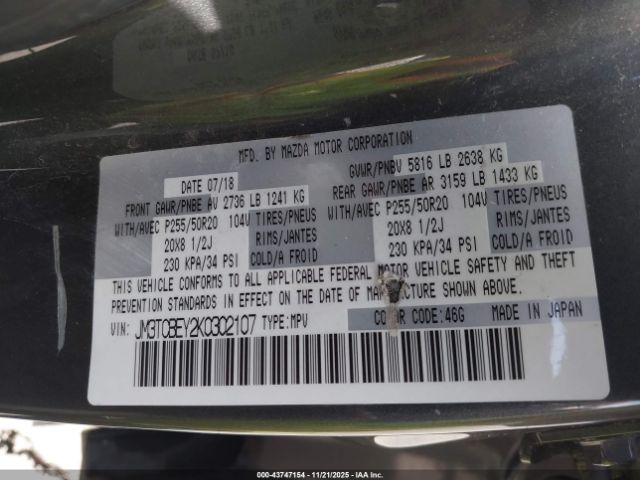 MFD. BY MAZDA MOTOR CORPORATION
DATE 07/18 GVWR/PNBV 5816 LB 2638 KG
FRONT GAWR/PNBE AV 2736 LB 1241 KG REAR GAWR/PNBE AR 3159 LB 1433 KG
WITH/AVEC P255/50R20 104V TIRES/PNEUS WITH/AVEC P255/50R20 104V TIRES/PNEUS
20X8 1/2J RIMS/JANTES 20X8 1/2J RIMS/JANTES
230 KPA/34 PSI COLD/A FROID 230 KPA/34 PSI COLD/A FROID
THIS VEHICLE CONFORMS TO ALL APPLICABLE FEDERAL MOTOR VEHICLE SAFETY AND THEFT
PREVENTION STANDARDS IN EFFECT ON THE DATE OF MANUFACTURE SHOWN ABOVE.
VIN: JM3TCBEY2K0302107 TYPE:MPV COLOR CODE:46G MADE IN JAPAN
00-43747154 - 11/21/2025 - IAA Inc.